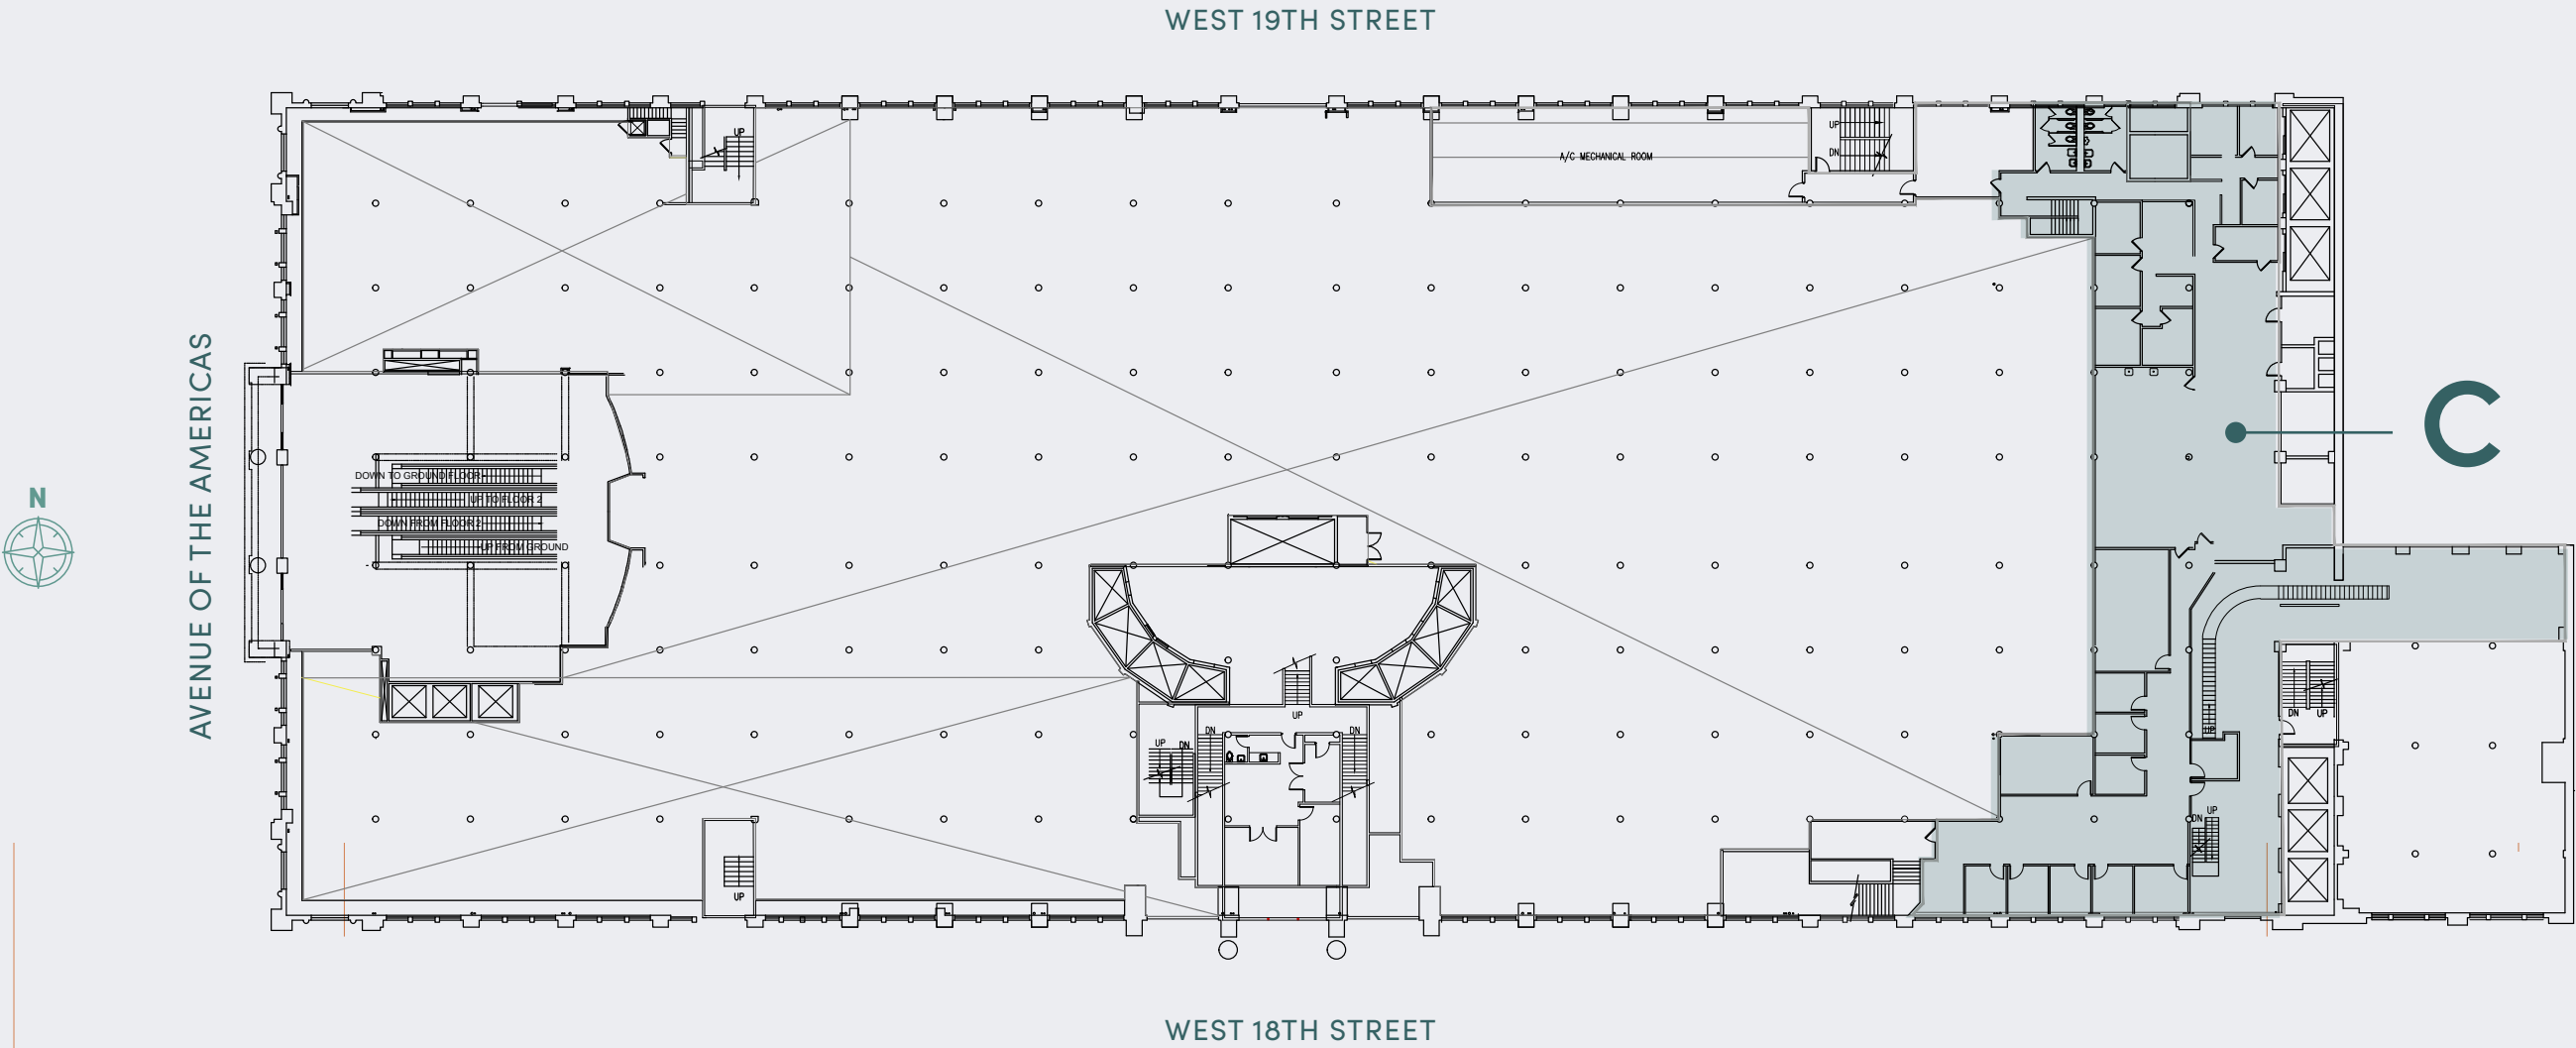 WEST 19TH STREET
UP
UP
A/C MECHANICAL ROOM
DN
AVENUE OF THE AMERICAS
C
DOWN TO GROUND FLOOR
N
UP TO FLOOR 2
DOWN FROM FLOOR 2
UP FROM GROUND
UP
DN
UP
DN
UP
DN
DN
UP
UP
DN
UP
UP
WEST 18TH STREET